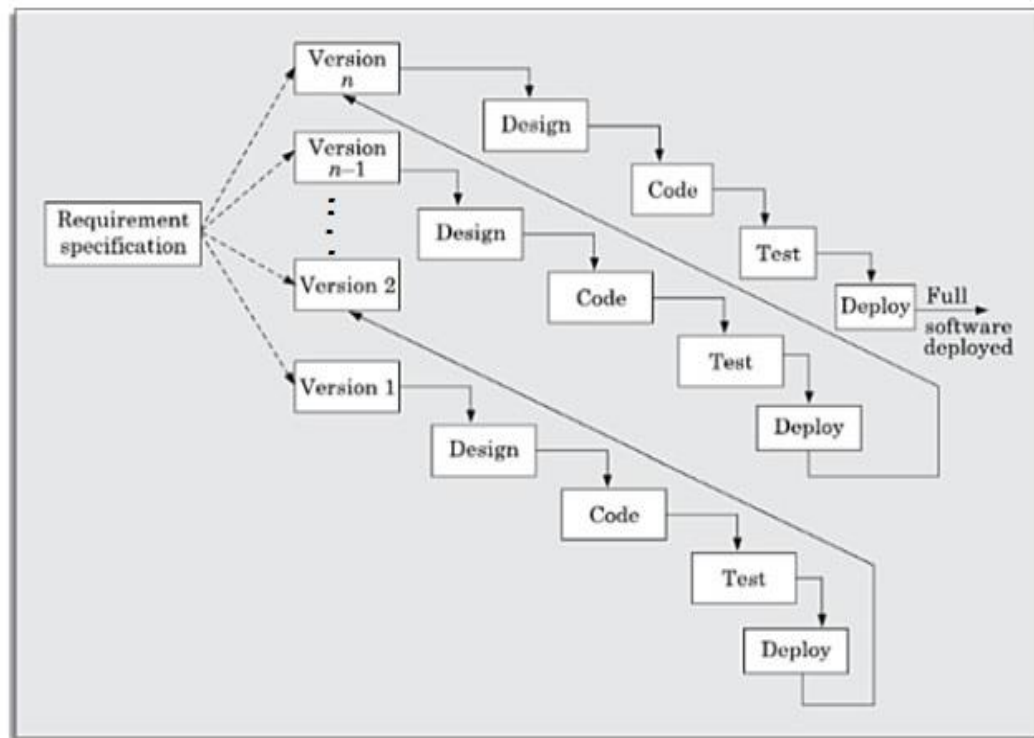 Version
n
Design
Version
n–1
Code
Requirement
specification
Design
Test
Version 2
Code
Deploy
Full
software
deployed
Test
Version 1
Deploy
Design
Code
Test
Deploy